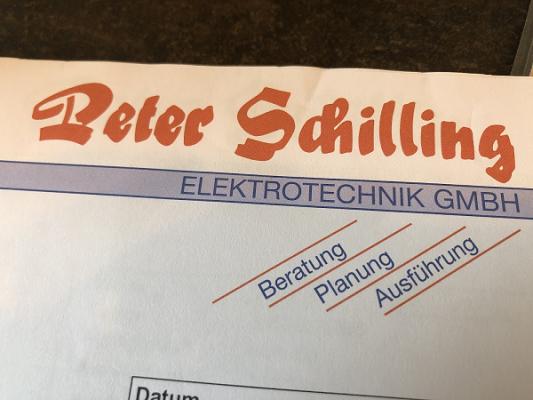 Peter Schilling
ELEKTROTECHNIK GMBH
Beratung
Planung
Ausführung
Datum